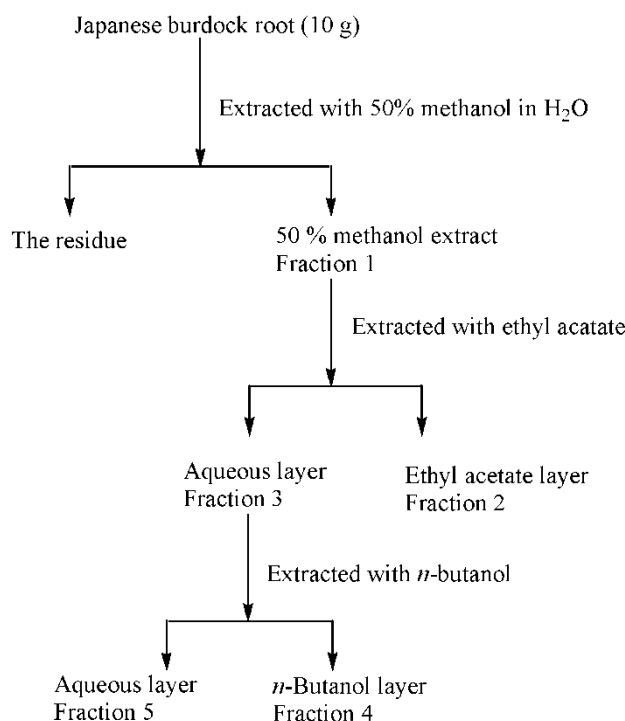 Japanese burdock root (10 g)
Extracted with 50% methanol in H₂O
The residue
50 % methanol extract
Fraction 1
Extracted with ethyl acatate
Aqueous layer
Fraction 3
Ethyl acetate layer
Fraction 2
Extracted with n-butanol
Aqueous layer
Fraction 5
n-Butanol layer
Fraction 4